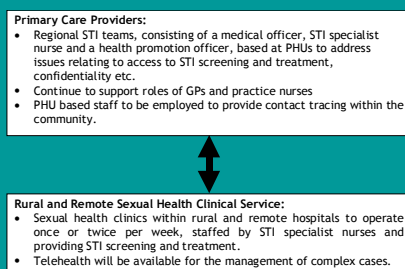 Primary Care Providers:
• Regional STI teams, consisting of a medical officer, STI specialist
nurse and a health promotion officer, based at PHUs to address
issues relating to access to STI screening and treatment,
confidentiality etc.
• Continue to support roles of GPs and practice nurses
• PHU based staff to be employed to provide contact tracing within the
community.
Rural and Remote Sexual Health Clinical Service:
• Sexual health clinics within rural and remote hospitals to operate
once or twice per week, staffed by STI specialist nurses and
providing STI screening and treatment.
• Telehealth will be available for the management of complex cases.